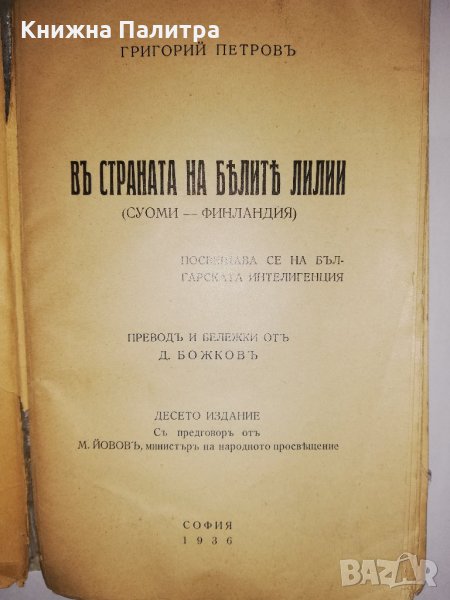 Книжна Палитра
ГРИГОРИЙ ПЕТРОВЪ
ВЪ СТРАНАТА НА БѢЛИТѢ ЛИЛИИ
(СУОМИ — ФИНЛАНДИЯ)
ПОСВЕЩАВА СЕ НА БЪЛ-
ГАРСКАТА ИНТЕЛИГЕНЦИЯ
ПРЕВОДЪ И БЕЛЕЖКИ ОТЪ
Д. БОЖКОВЪ
ДЕСЕТО ИЗДАНИЕ
Съ предговоръ отъ
М. ЙОВОВЪ, министъръ на народното просвѣщение
СОФИЯ
1936
BAZAR